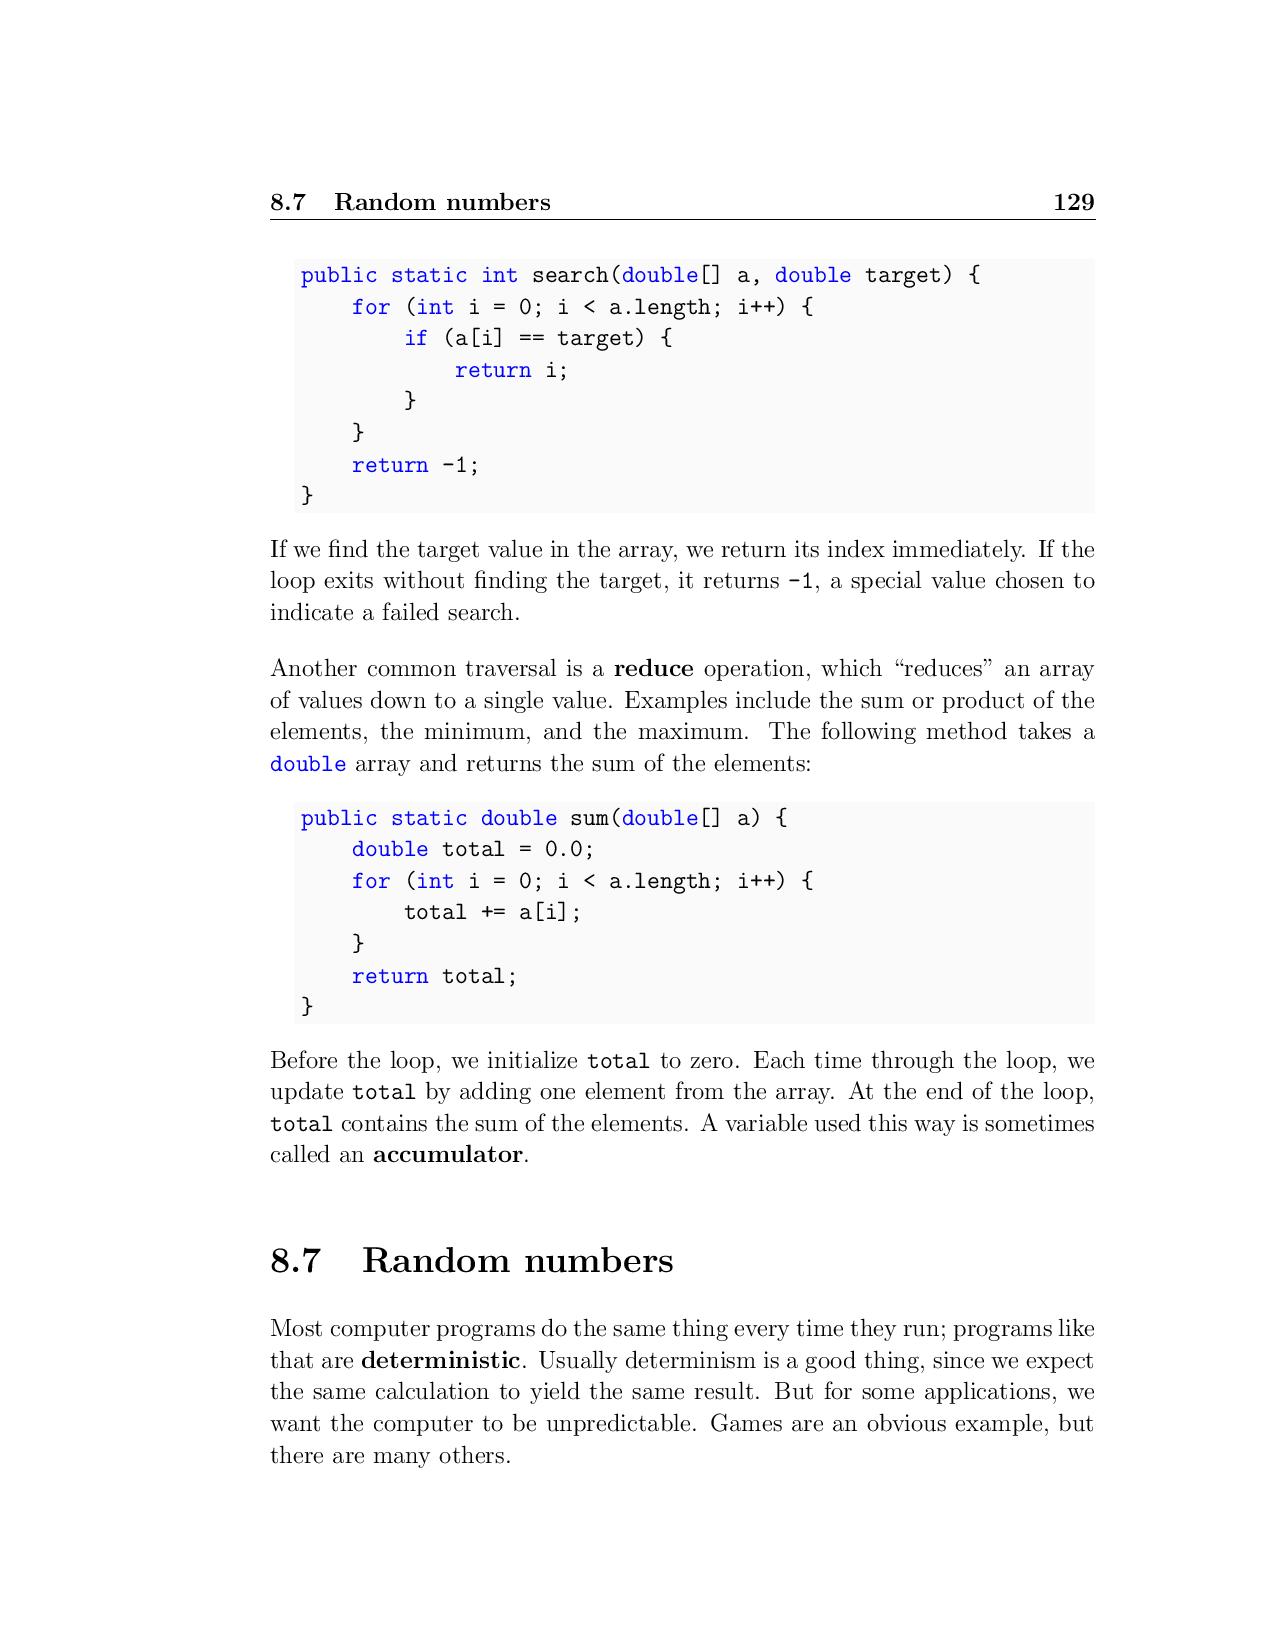 8.7 Random numbers 129
public static int search(double[] a, double target) {
    for (int i = 0; i < a.length; i++) {
        if (a[i] == target) {
            return i;
        }
    }
    return -1;
}
If we find the target value in the array, we return its index immediately. If the
loop exits without finding the target, it returns -1, a special value chosen to
indicate a failed search.
Another common traversal is a reduce operation, which “reduces” an array
of values down to a single value. Examples include the sum or product of the
elements, the minimum, and the maximum. The following method takes a
double array and returns the sum of the elements:
public static double sum(double[] a) {
    double total = 0.0;
    for (int i = 0; i < a.length; i++) {
        total += a[i];
    }
    return total;
}
Before the loop, we initialize total to zero. Each time through the loop, we
update total by adding one element from the array. At the end of the loop,
total contains the sum of the elements. A variable used this way is sometimes
called an accumulator.
8.7 Random numbers
Most computer programs do the same thing every time they run; programs like
that are deterministic. Usually determinism is a good thing, since we expect
the same calculation to yield the same result. But for some applications, we
want the computer to be unpredictable. Games are an obvious example, but
there are many others.